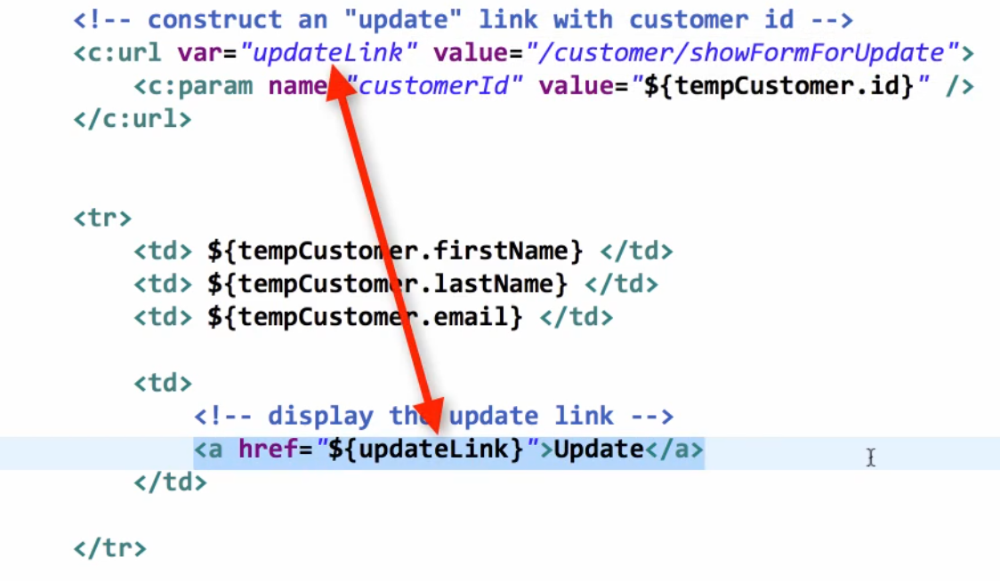 <!-- construct an "update" link with customer id -->
<c:url var="updateLink" value="/customer/showFormForUpdate">
<c:param name="customerId" value="${tempCustomer.id}" />
</c:url>
<tr>
<td> ${tempCustomer.firstName} </td>
<td> ${tempCustomer.lastName} </td>
<td> ${tempCustomer.email} </td>
<td>
<!-- display the update link -->
<a href="${updateLink}">Update</a>
</td>
</tr>